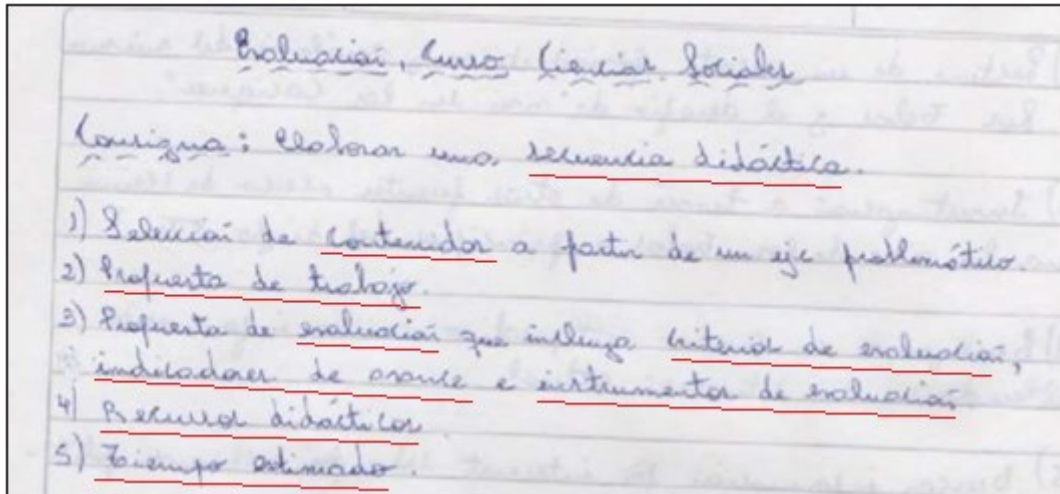 Evaluación, Curso Ciencias Sociales
Consigna: Elaborar una secuencia didáctica.
1) Selección de contenidos a partir de un eje problemático.
2) Propuesta de trabajo.
3) Propuesta de evaluación que incluya criterios de evaluación,
indicadores de avance e instrumentos de evaluación
4) Recursos didácticos
5) Tiempo estimado.